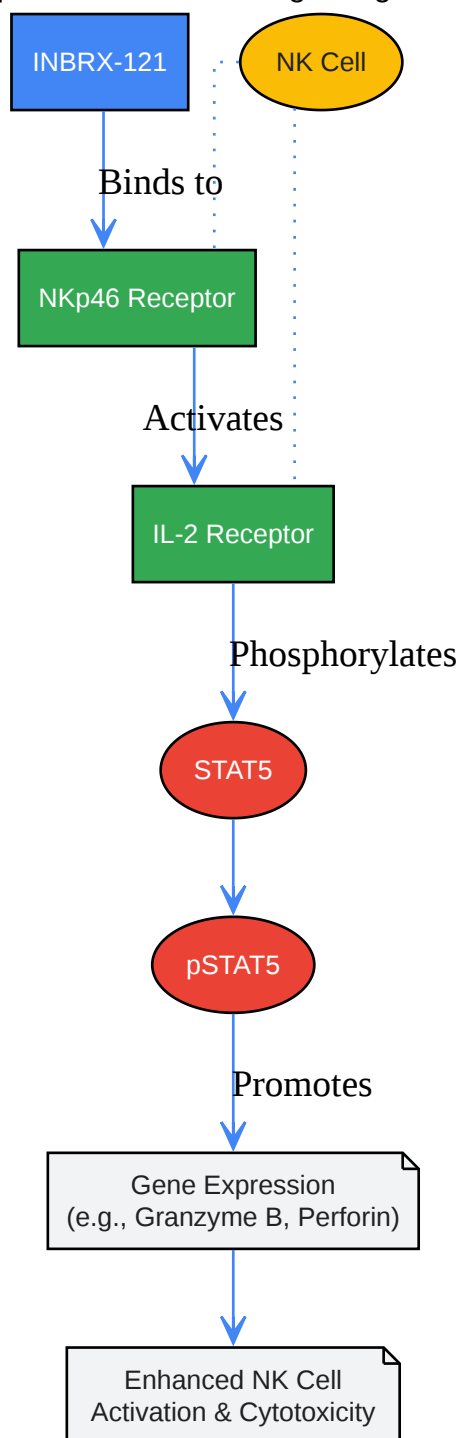 INBRX-121
NK Cell
Binds to
NKp46 Receptor
Activates
IL-2 Receptor
Phosphorylates
STAT5
pSTAT5
Promotes
Gene Expression
(e.g., Granzyme B, Perforin)
Enhanced NK Cell
Activation & Cytotoxicity